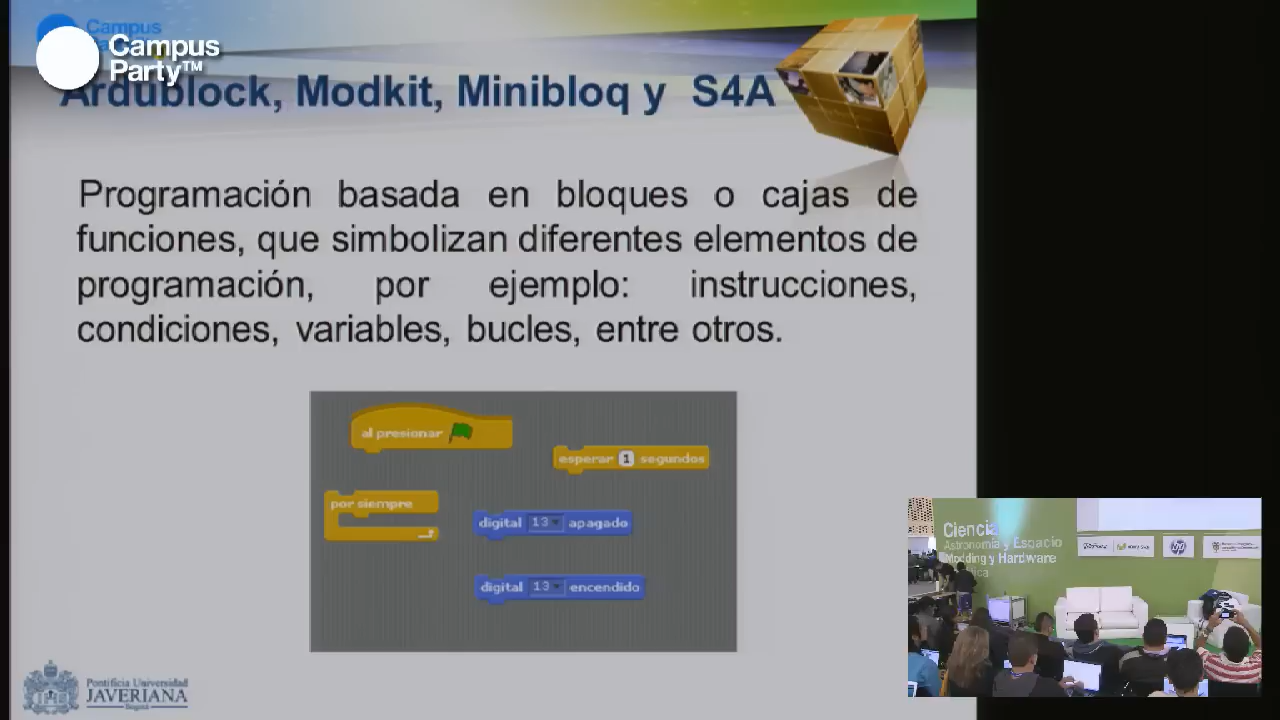 Campus
Party™
Ardublock, Modkit, Minibloq y S4A
Programación basada en bloques o cajas de
funciones, que simbolizan diferentes elementos de
programación, por ejemplo: instrucciones,
condiciones, variables, bucles, entre otros.
al presionar
esperar 1 segundos
por siempre
digital 13 apagado
digital 13 encendido
Pontificia Universidad
JAVERIANA
Bogotá
Ciencia
Astronomía y Espacio
Modding y Hardware
hp